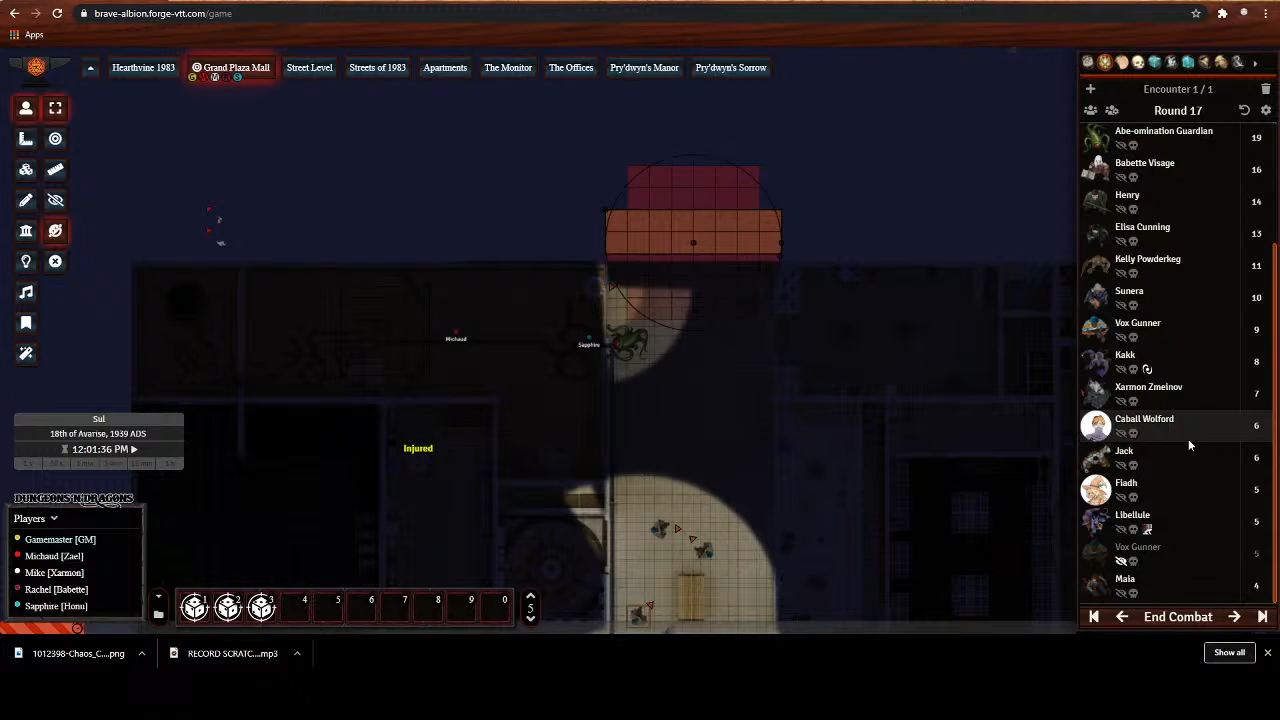 brave-albion.forge-vtt.com/game
Apps
Hearthvine 1983
Grand Plaza Mall
Street Level
Streets of 1983
Apartments
The Monitor
The Offices
Pry'dwyn's Manor
Pry'dwyn's Sorrow
G
M
S
Encounter 1 / 1
Round 17
Abe-omination Guardian 19
Babette Visage 16
Henry 14
Elisa Cunning 13
Kelly Powderkeg 11
Sunera 10
Vox Gunner 9
Kakk 8
Xarmon Zmeinov 7
Caball Wolford 6
Jack 6
Fiadh 5
Libellule 5
Vox Gunner 5
Maia 4
End Combat
Michaud
Sapphire
Injured
Sul
18th of Avarise, 1939 ADS
12:01:36 PM
DUNGEONS IN DRAGONS
Players
Gamemaster [GM]
Michaud [Zael]
Mike [Xarmon]
Rachel [Babette]
Sapphire [Honu]
1 2 3 4 5 6 7 8 9 0
5
1012398-Chaos_C....png
RECORD SCRATC....mp3
Show all